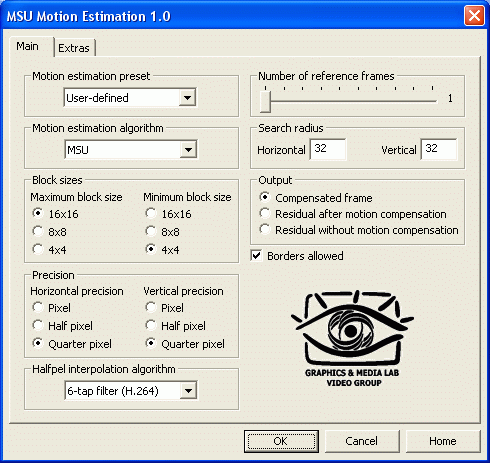 MSU Motion Estimation 1.0
Main Extras
Motion estimation preset
User-defined
Motion estimation algorithm
MSU
Block sizes
Maximum block size Minimum block size
16x16 16x16
8x8 8x8
4x4 4x4
Precision
Horizontal precision Vertical precision
Pixel Pixel
Half pixel Half pixel
Quarter pixel Quarter pixel
Halfpel interpolation algorithm
6-tap filter (H.264)
Number of reference frames
1
Search radius
Horizontal 32 Vertical 32
Output
Compensated frame
Residual after motion compensation
Residual without motion compensation
Borders allowed
GRAPHICS & MEDIA LAB
VIDEO GROUP
OK Cancel Home